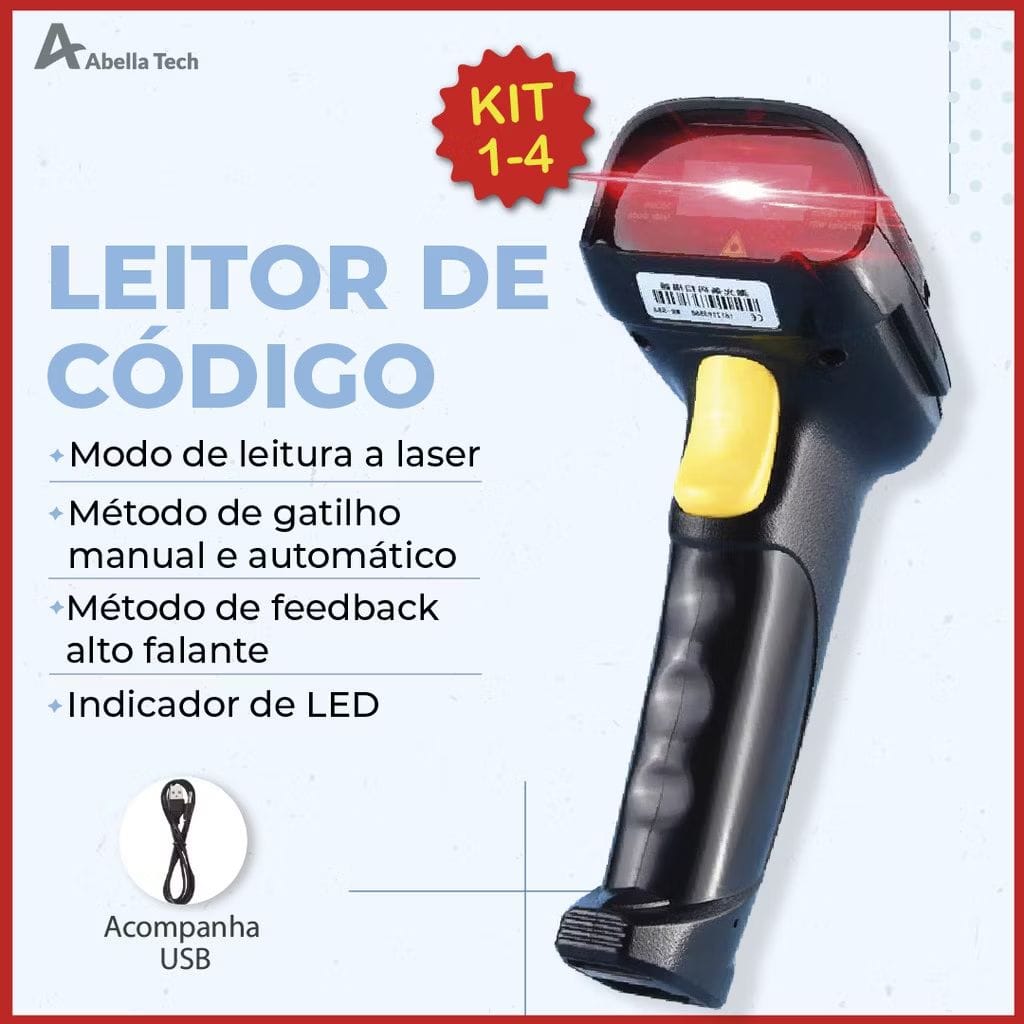 Abella Tech
KIT
1-4
LEITOR DE
CÓDIGO
Modo de leitura a laser
Método de gatilho
manual e automático
Método de feedback
alto falante
Indicador de LED
Acompanha
USB